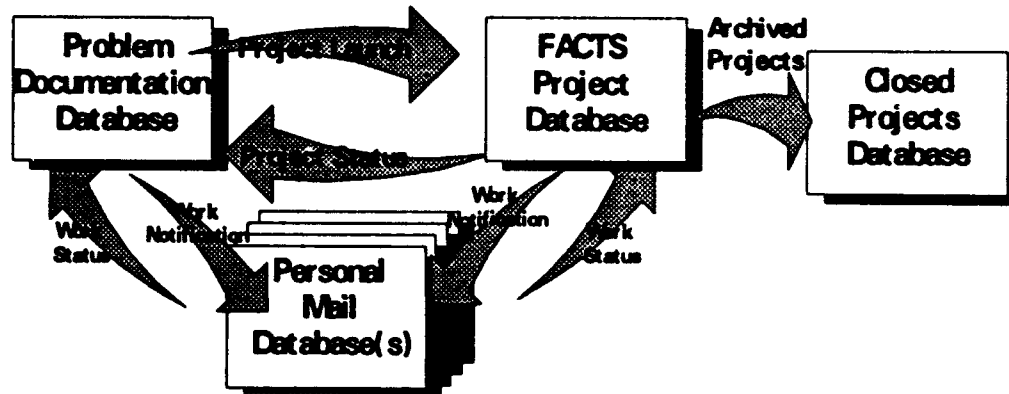 Problem
Documentation
Database
Project Launch
FACTS
Project
Database
Archived
Projects
Closed
Projects
Database
Project Status
Work
Status
Work
Notification
Work
Notification
Work
Status
Personal
Mail
Database(s)